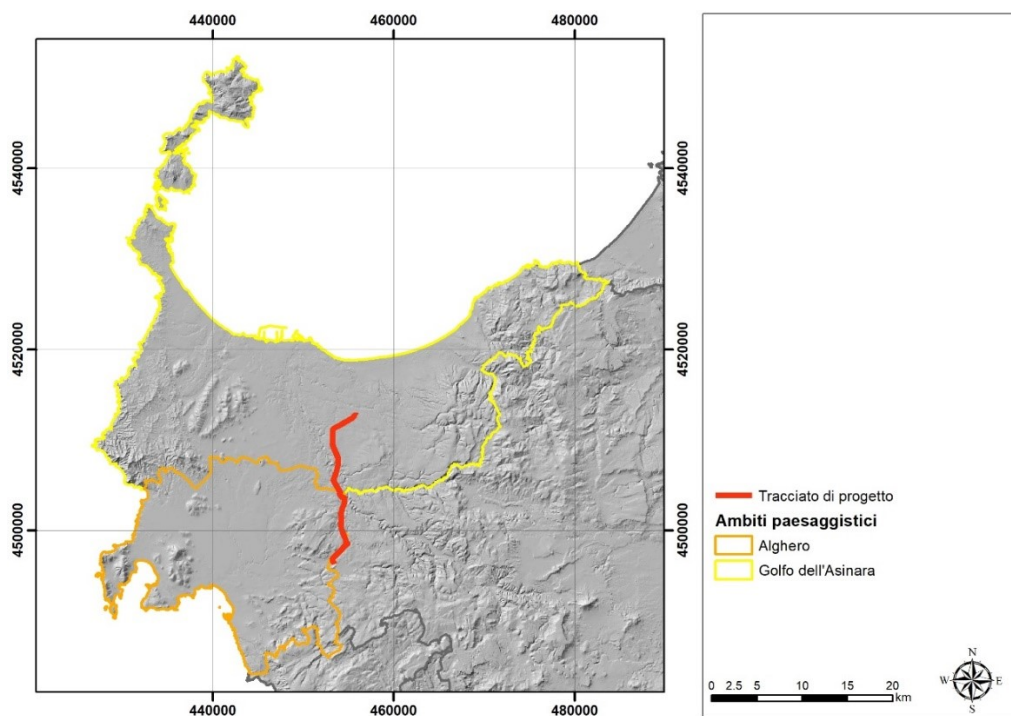 440000 460000 480000
4540000 4540000
4520000 4520000
4500000 4500000
440000 460000 480000
Tracciato di progetto
Ambiti paesaggistici
Alghero
Golfo dell'Asinara
N
W E
S
0 2.5 5 10 15 20
km